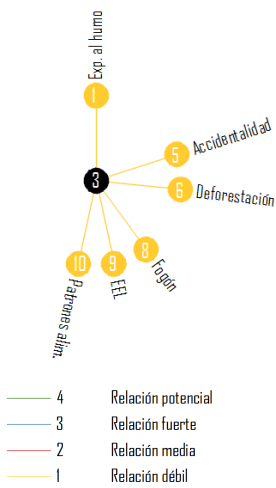 Exp. al humo
1
5
Accidentalidad
3
6
Deforestación
8
Fogón
9
EEL
10
Patrones alim.
4 Relación potencial
3 Relación fuerte
2 Relación media
1 Relación débil